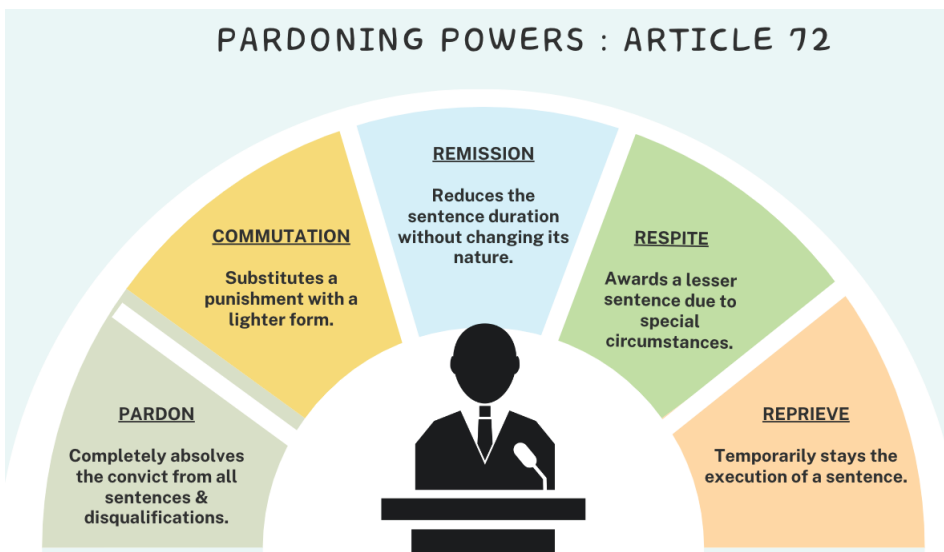 PARDONING POWERS : ARTICLE 72
PARDON
Completely absolves
the convict from all
sentences &
disqualifications.
COMMUTATION
Substitutes a
punishment with a
lighter form.
REMISSION
Reduces the
sentence duration
without changing its
nature.
RESPITE
Awards a lesser
sentence due to
special
circumstances.
REPRIEVE
Temporarily stays the
execution of a sentence.